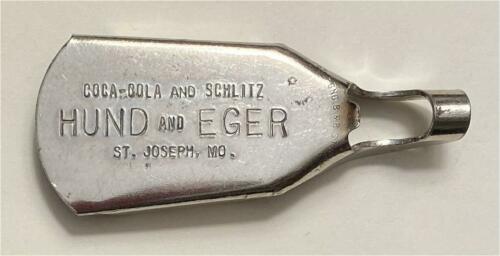 COCA-COLA AND SCHLITZ
HUND AND EGER
ST. JOSEPH, MO.